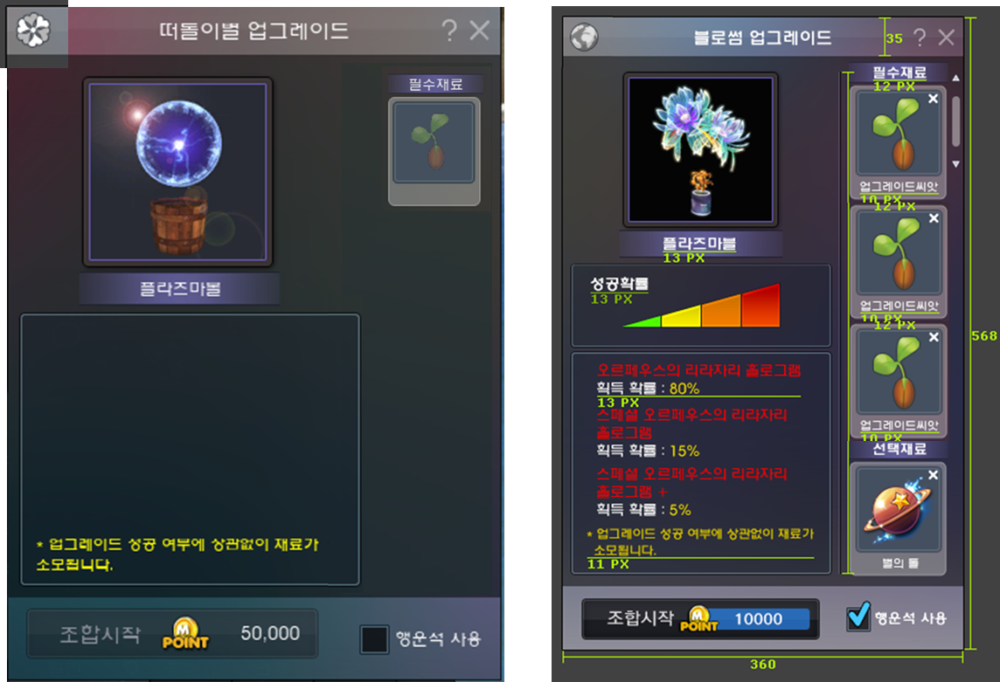 떠돌이별 업그레이드
?
필수재료
플라즈마볼
* 업그레이드 성공 여부에 상관없이 재료가
소모됩니다.
조합시작
M
POINT
50,000
행운석 사용
블로썸 업그레이드
35
?
필수재료
12 PX
업그레이드씨앗
10 PX
12 PX
플라즈마블
13 PX
성공확률
13 PX
업그레이드씨앗
10 PX
12 PX
568
오르페우스의 리라자리 홀로그램
획득 확률 : 80%
13 PX
스페셜 오르페우스의 리라자리
홀로그램
획득 확률 : 15%
스페셜 오르페우스의 리라자리
홀로그램 +
획득 확률 : 5%
* 업그레이드 성공 여부에 상관없이 재료가
소모됩니다.
11 PX
업그레이드씨앗
10 PX
선택재료
별의 돌
조합시작
M
POINT
10000
행운석 사용
360